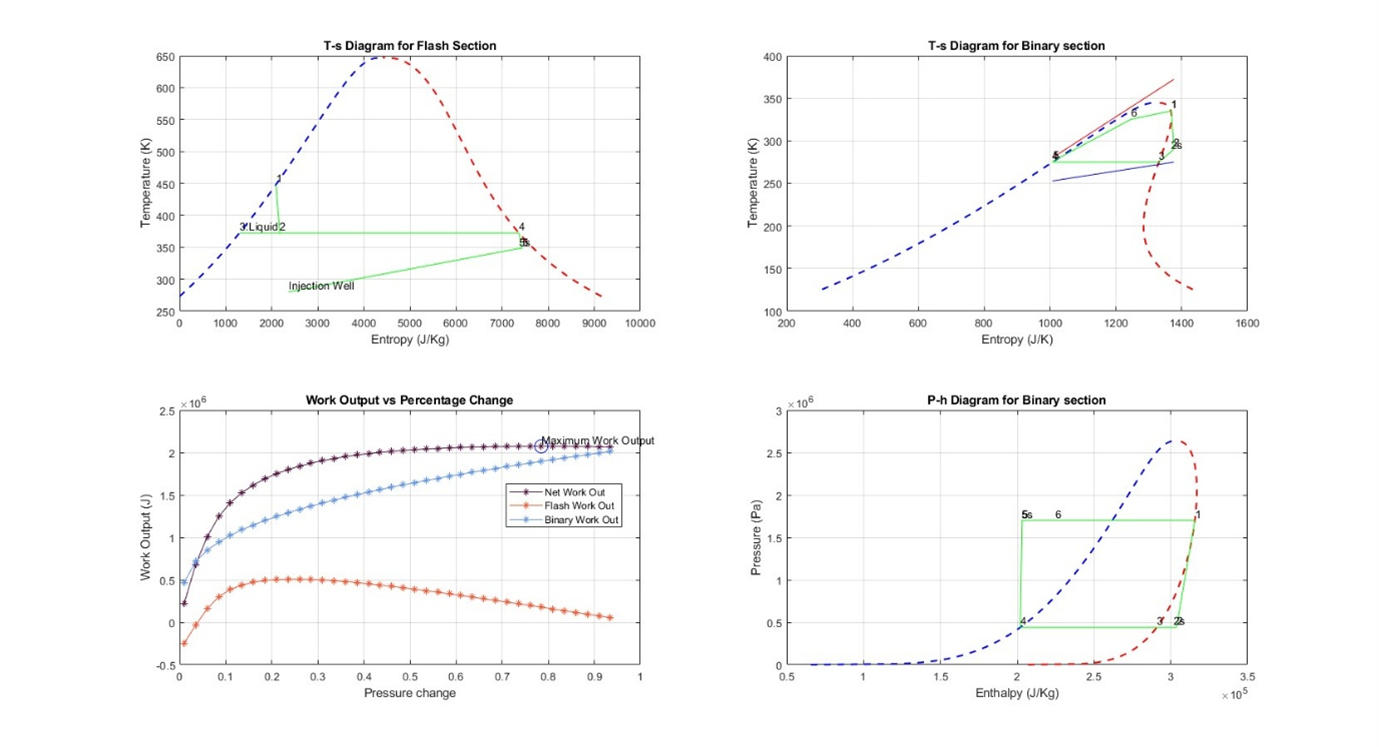 T-s Diagram for Flash Section
650
600
550
500
450
400
350
300
250
Temperature (K)
1
3 Liquid 2
4
5s
Injection Well
0 1000 2000 3000 4000 5000 6000 7000 8000 9000 10000
Entropy (J/Kg)
T-s Diagram for Binary section
400
350
300
250
200
150
100
Temperature (K)
1
6
2s
3
200 400 600 800 1000 1200 1400 1600
Entropy (J/K)
Work Output vs Percentage Change
×10⁶
2.5
2
1.5
1
0.5
0
-0.5
Work Output (J)
Maximum Work Output
Net Work Out
Flash Work Out
Binary Work Out
0 0.1 0.2 0.3 0.4 0.5 0.6 0.7 0.8 0.9 1
Pressure change
P-h Diagram for Binary section
×10⁶
3
2.5
2
1.5
1
0.5
0
Pressure (Pa)
5s 6 1
4 3 2s
0.5 1 1.5 2 2.5 3 3.5
Enthalpy (J/Kg)
×10⁵